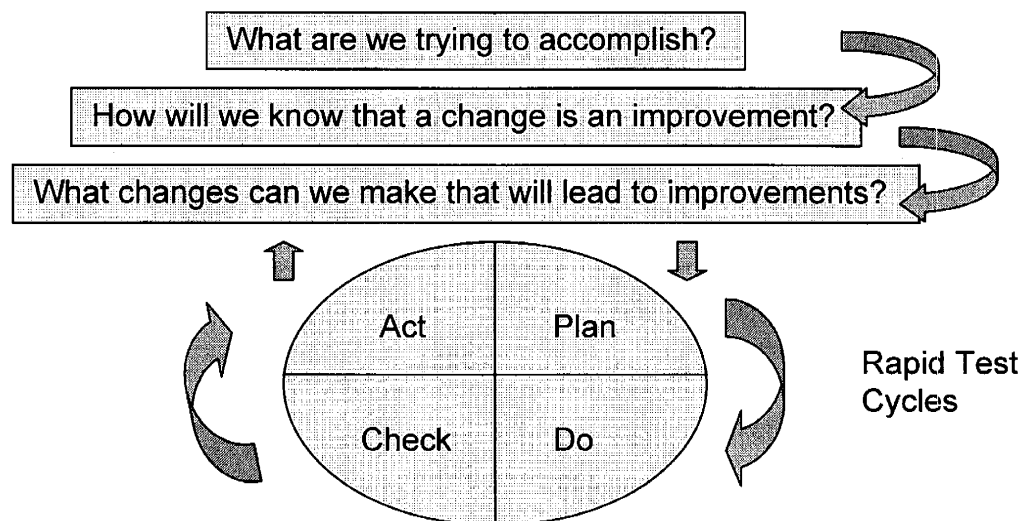 What are we trying to accomplish?
How will we know that a change is an improvement?
What changes can we make that will lead to improvements?
Act
Plan
Check
Do
Rapid Test
Cycles